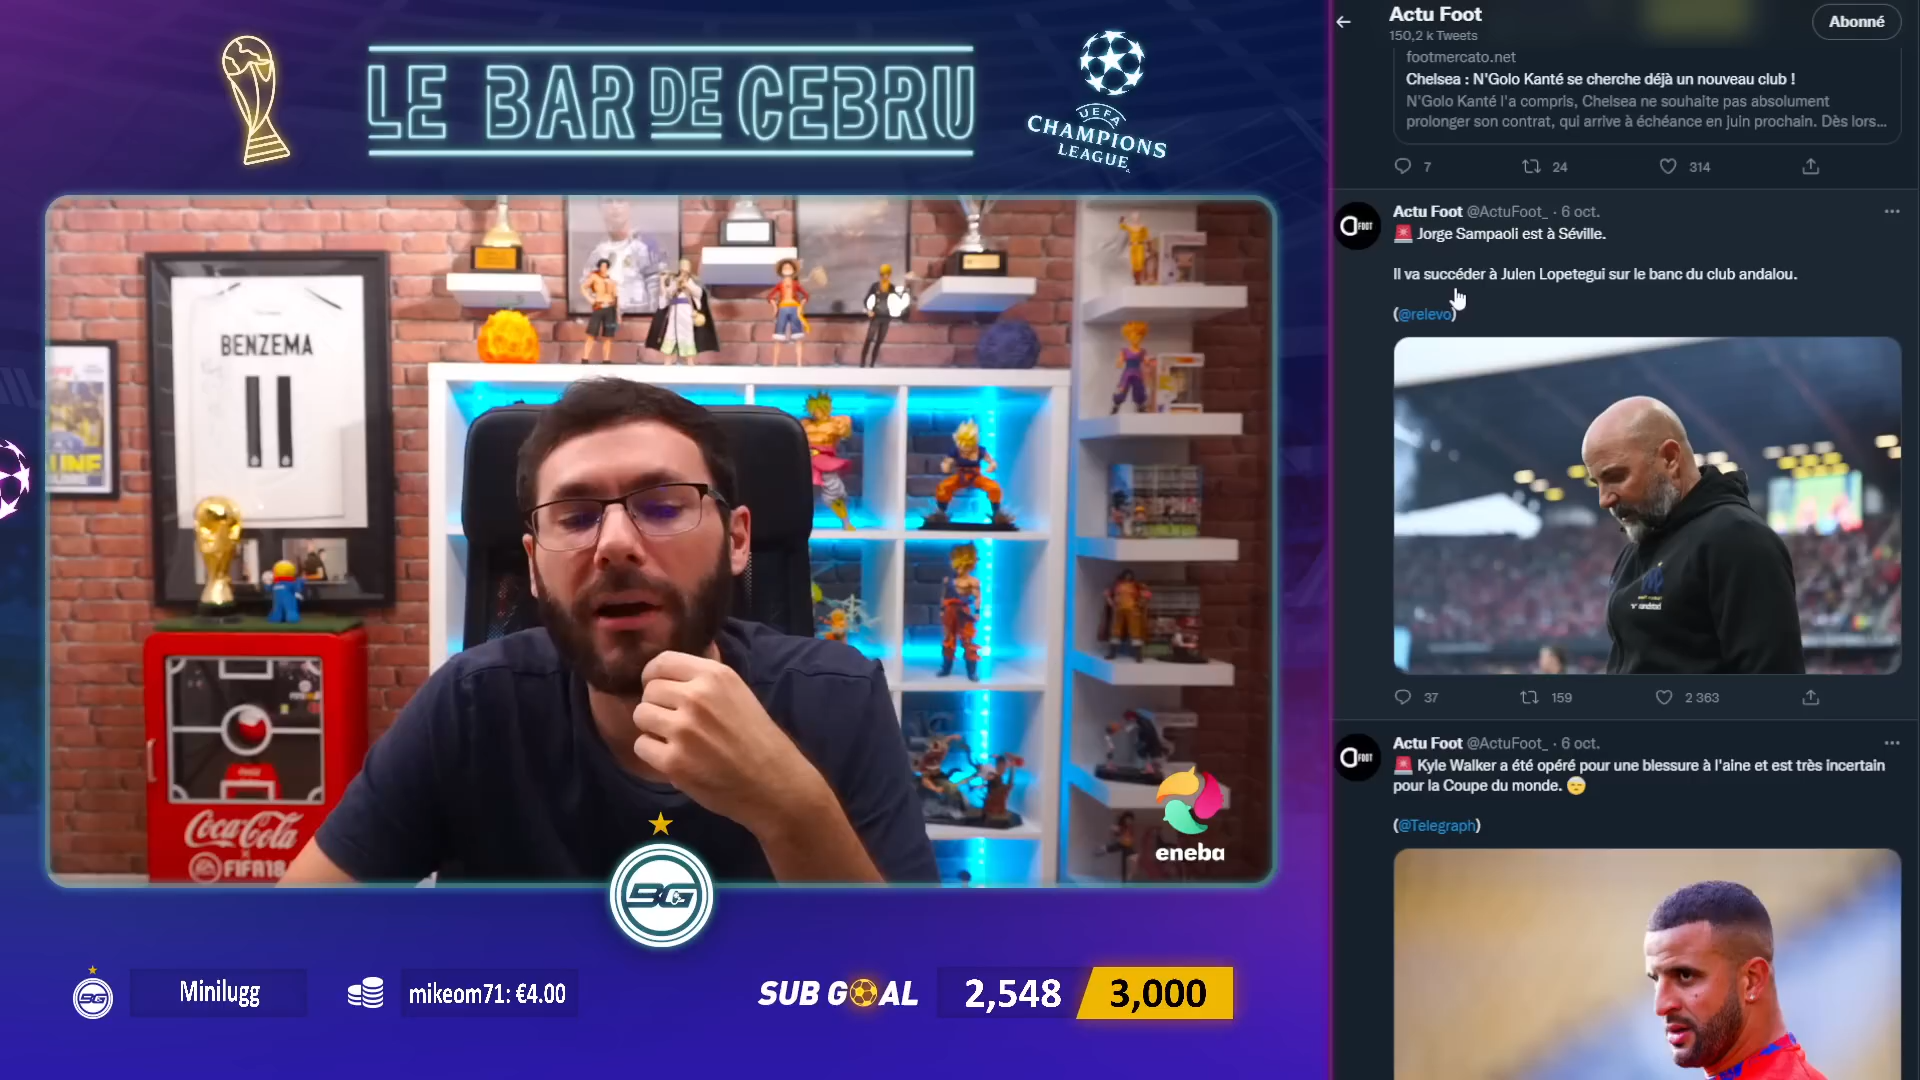 LE BAR DE CEBRU
UEFA
CHAMPIONS
LEAGUE
BENZEMA
11
Coca-Cola
EA SPORTS FIFA18
eneba
BG
Minilugg
mikeom71: €4.00
SUB GOAL
2,548
3,000
Actu Foot
150,2 k Tweets
Abonné
footmercato.net
Chelsea : N'Golo Kanté se cherche déjà un nouveau club !
N'Golo Kanté l'a compris, Chelsea ne souhaite pas absolument
prolonger son contrat, qui arrive à échéance en juin prochain. Dès lors...
7
24
314
Actu Foot @ActuFoot_ · 6 oct.
🚨 Jorge Sampaoli est à Séville.
Il va succéder à Julen Lopetegui sur le banc du club andalou.
(@relevo)
37
159
2 363
Actu Foot @ActuFoot_ · 6 oct.
🚨 Kyle Walker a été opéré pour une blessure à l'aine et est très incertain
pour la Coupe du monde. 😔
(@Telegraph)